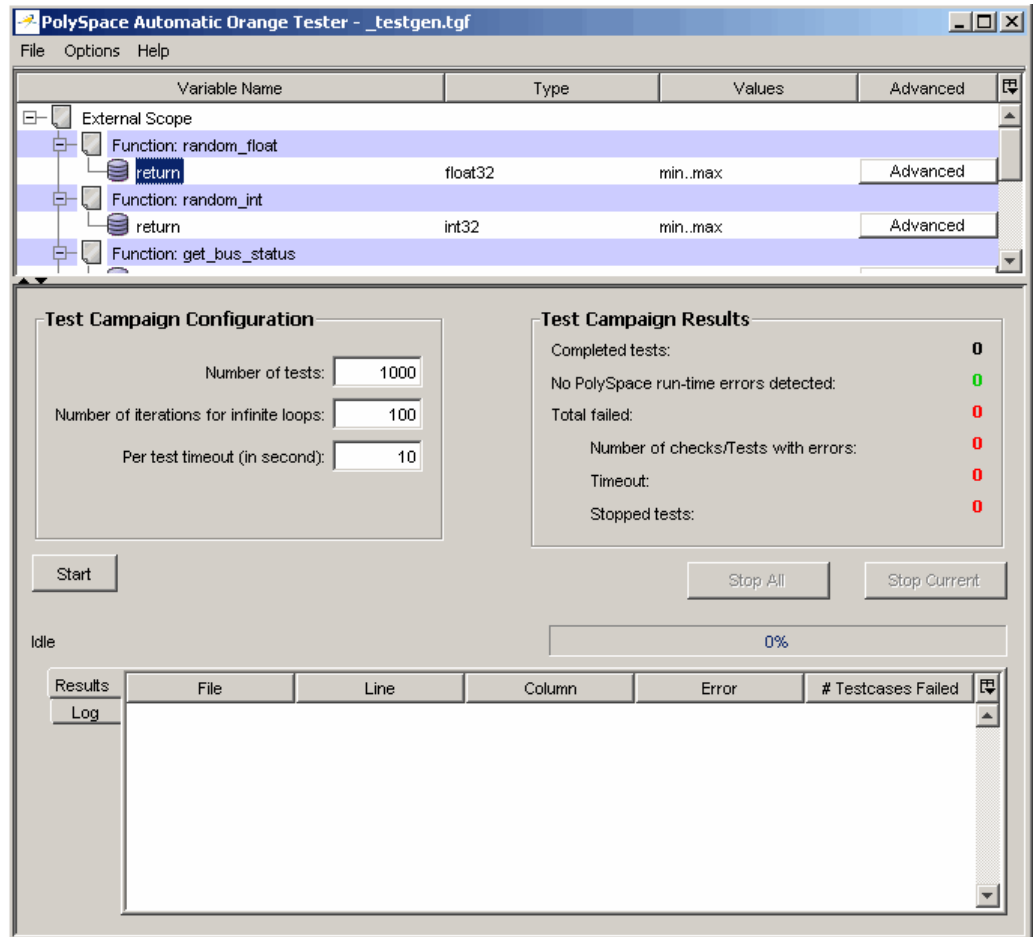 PolySpace Automatic Orange Tester - _testgen.tgf
File Options Help
Variable Name Type Values Advanced
External Scope
Function: random_float
return float32 min..max Advanced
Function: random_int
return int32 min..max Advanced
Function: get_bus_status
Test Campaign Configuration
Number of tests: 1000
Number of iterations for infinite loops: 100
Per test timeout (in second): 10
Test Campaign Results
Completed tests: 0
No PolySpace run-time errors detected: 0
Total failed: 0
Number of checks/Tests with errors: 0
Timeout: 0
Stopped tests: 0
Start
Stop All Stop Current
Idle 0%
Results
Log
File Line Column Error # Testcases Failed